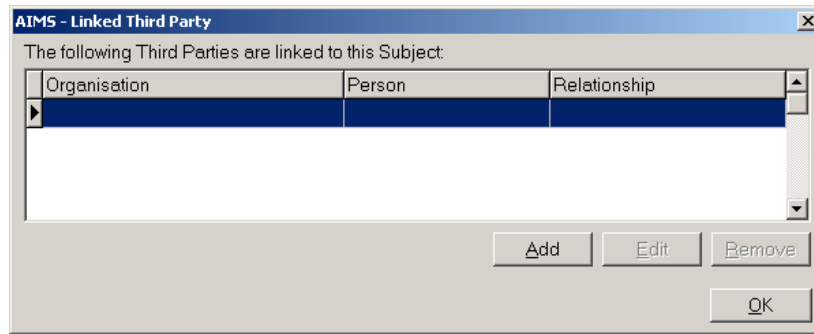 AIMS - Linked Third Party
The following Third Parties are linked to this Subject:
Organisation Person Relationship
Add Edit Remove
OK